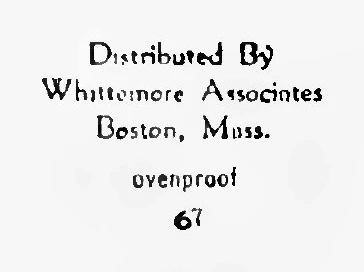 Distributed By
Whittemore Associates
Boston, Mass.
ovenproof
67